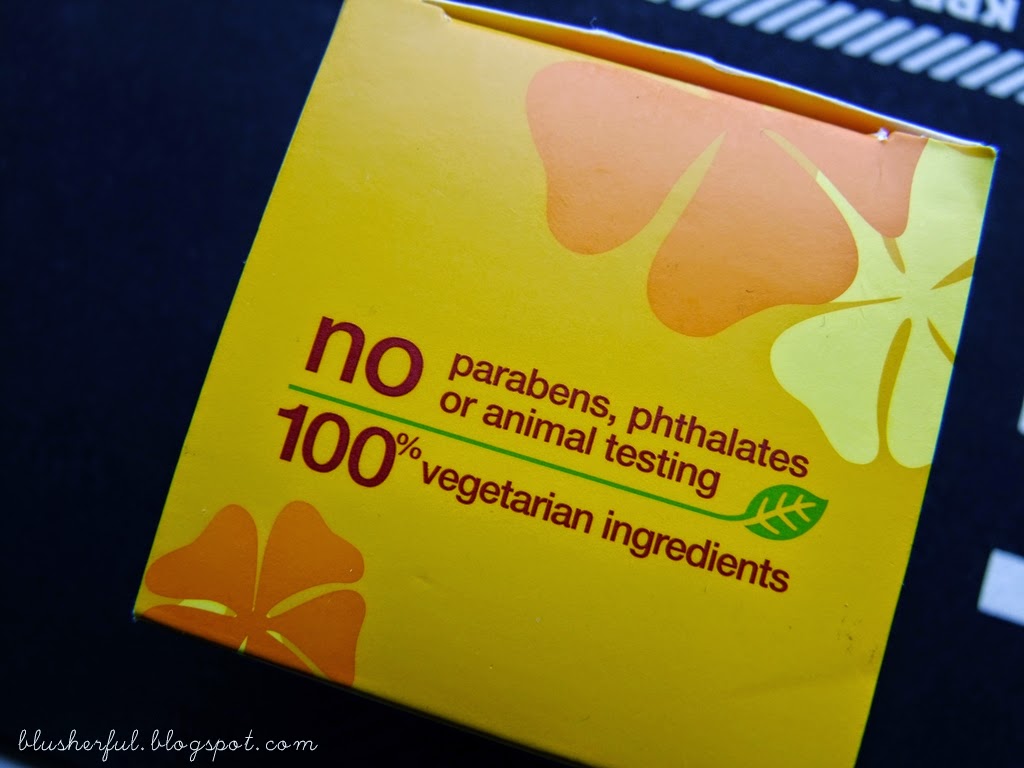 no parabens, phthalates
or animal testing
100% vegetarian ingredients
blusherful.blogspot.com